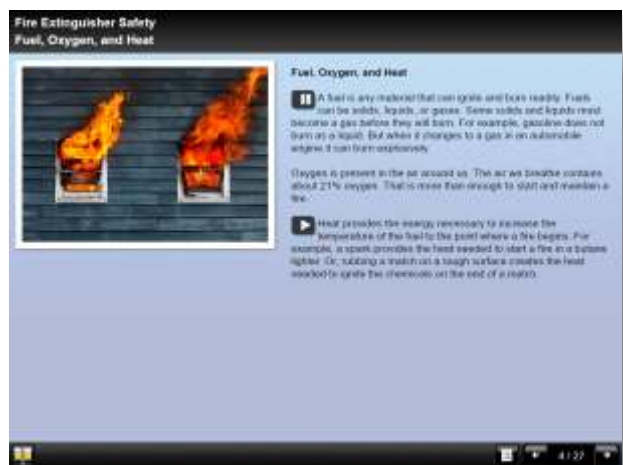 Fire Extinguisher Safety
Fuel, Oxygen, and Heat
Fuel, Oxygen, and Heat
A fuel is any material that can ignite and burn readily. Fuels
can be solids, liquids, or gases. Some solids and liquids must
become a gas before they will burn. For example, gasoline does not
burn as a liquid. But when it changes to a gas in an automobile
engine it can burn explosively.
Oxygen is present in the air around us. The air we breathe contains
about 21% oxygen. That is more than enough to start and maintain a
fire.
Heat provides the energy necessary to increase the
temperature of the fuel to the point where a fire begins. For
example, a spark provides the heat needed to start a fire in a butane
lighter. Or, rubbing a match on a rough surface creates the heat
needed to ignite the chemicals on the end of a match.
4 / 27